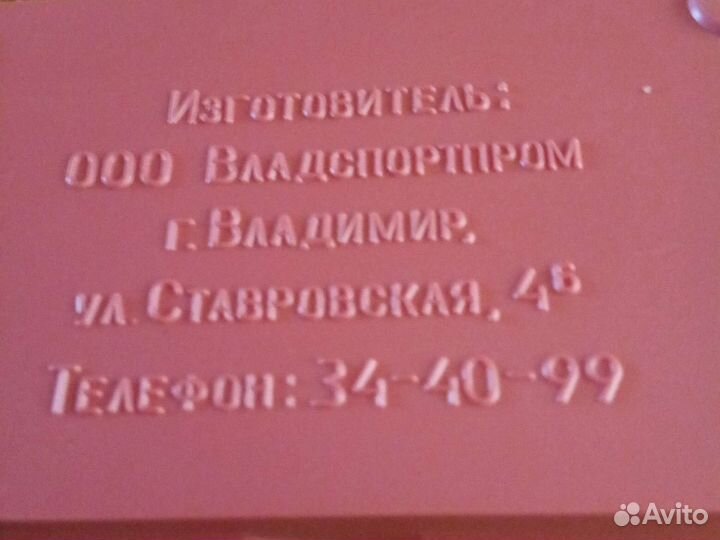 Изготовитель:
ООО Владспортпром
г. Владимир,
ул. Ставровская, 4б
Телефон: 34-40-99
Avito